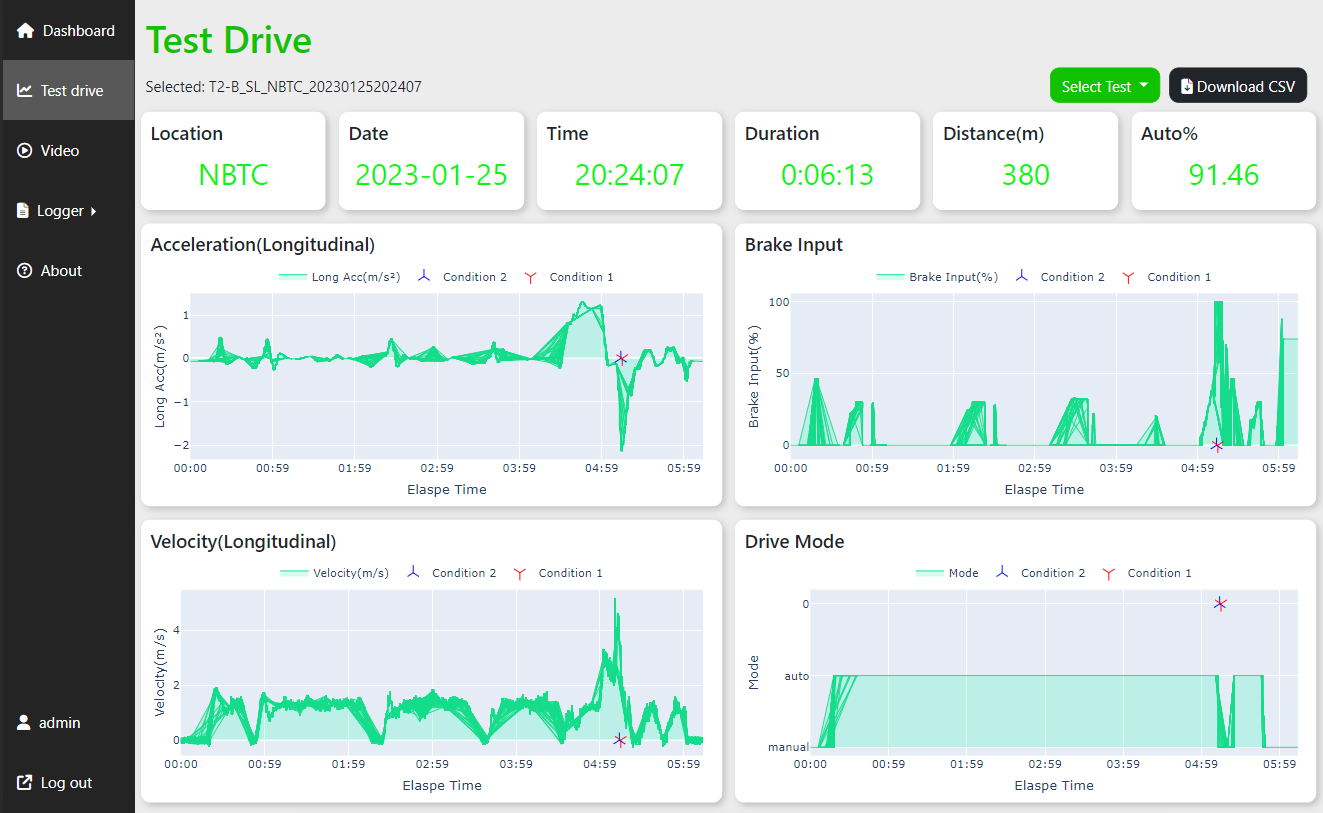 Dashboard
Test drive
Video
Logger
About
admin
Log out
Test Drive
Selected: T2-B_SL_NBTC_20230125202407
Select Test
Download CSV
Location
NBTC
Date
2023-01-25
Time
20:24:07
Duration
0:06:13
Distance(m)
380
Auto%
91.46
Acceleration(Longitudinal)
Long Acc(m/s²) Condition 2 Condition 1
Long Acc(m/s²)
1
0
−1
−2
00:00 00:59 01:59 02:59 03:59 04:59 05:59
Elaspe Time
Brake Input
Brake Input(%) Condition 2 Condition 1
Brake Input(%)
100
50
0
00:00 00:59 01:59 02:59 03:59 04:59 05:59
Elaspe Time
Velocity(Longitudinal)
Velocity(m/s) Condition 2 Condition 1
Velocity(m/s)
4
2
0
00:00 00:59 01:59 02:59 03:59 04:59 05:59
Elaspe Time
Drive Mode
Mode Condition 2 Condition 1
Mode
0
auto
manual
00:00 00:59 01:59 02:59 03:59 04:59 05:59
Elaspe Time